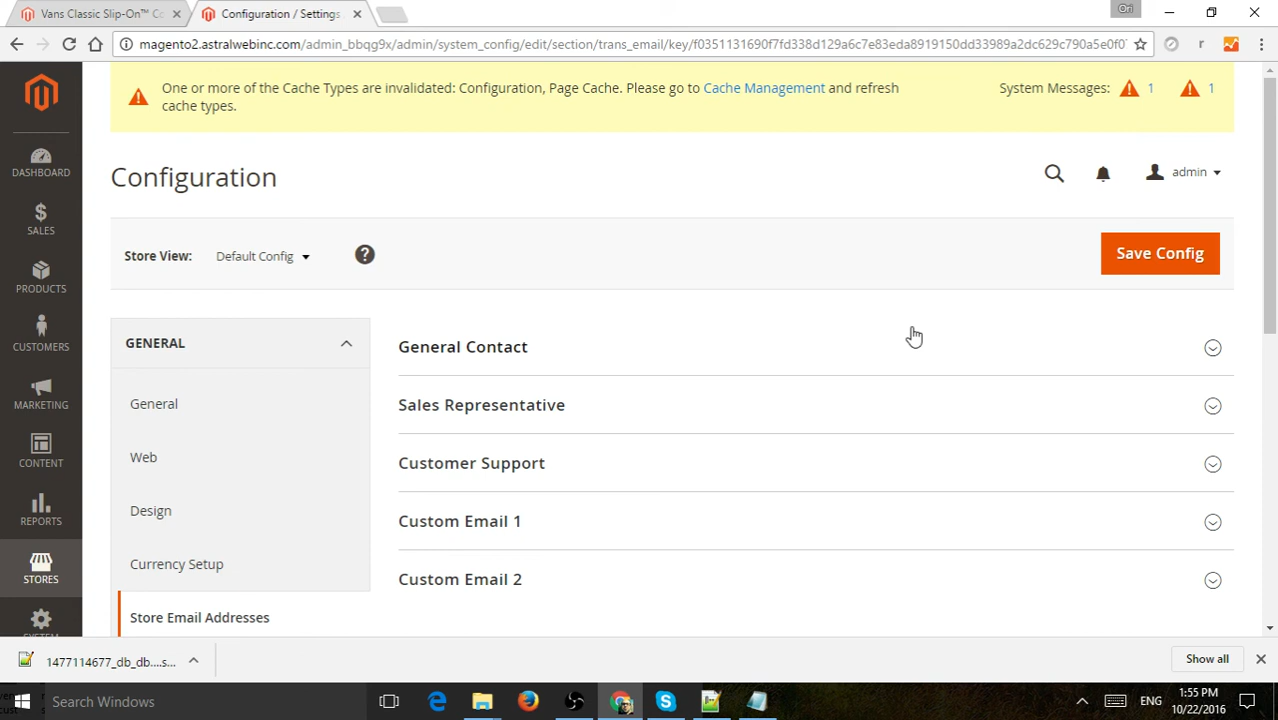 Vans Classic Slip-On™ Co
Configuration / Settings
Ori
magento2.astralwebinc.com/admin_bbqg9x/admin/system_config/edit/section/trans_email/key/f0351131690f7fd338d129a6c7e83eda8919150dd33989a2dc629c790a5e0f0
r
One or more of the Cache Types are invalidated: Configuration, Page Cache. Please go to Cache Management and refresh
cache types.
System Messages: 1 1
DASHBOARD
SALES
PRODUCTS
CUSTOMERS
MARKETING
CONTENT
REPORTS
STORES
SYSTEM
Configuration
admin
Store View: Default Config ?
Save Config
GENERAL
General
Web
Design
Currency Setup
Store Email Addresses
General Contact
Sales Representative
Customer Support
Custom Email 1
Custom Email 2
1477114677_db_db....s...
Show all
Search Windows
ENG
1:55 PM
10/22/2016